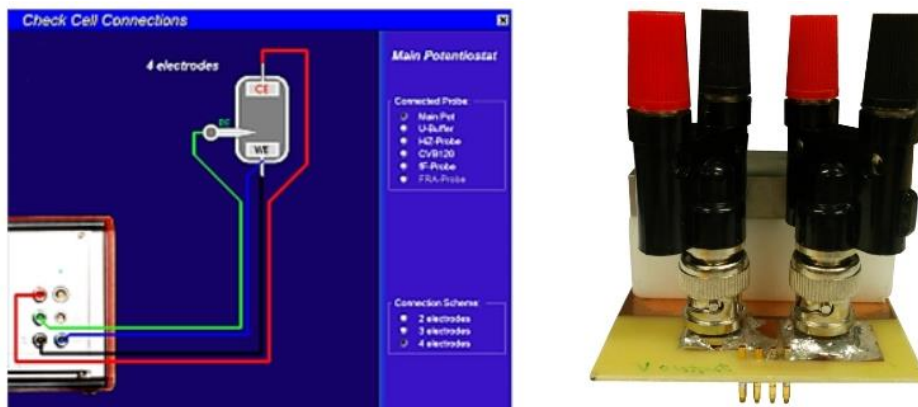 Check Cell Connections
4 electrodes
CE
RE
WE
Main Potentiostat
Connected Probe:
Main Pot
U-Buffer
HiZ-Probe
CVB120
1F-Probe
FRA-Probe
Connection Scheme:
2 electrodes
3 electrodes
4 electrodes